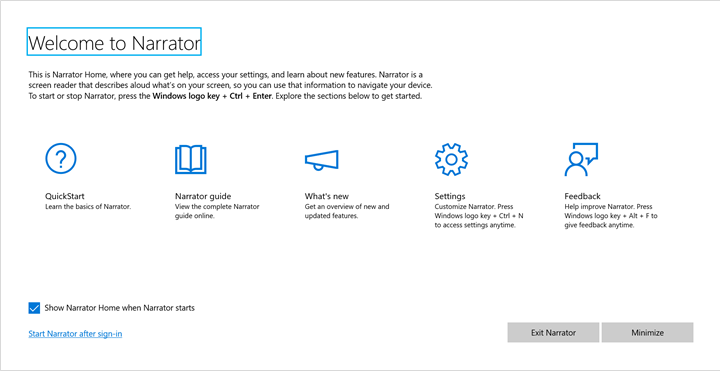 Welcome to Narrator
This is Narrator Home, where you can get help, access your settings, and learn about new features. Narrator is a
screen reader that describes aloud what's on your screen, so you can use that information to navigate your device.
To start or stop Narrator, press the Windows logo key + Ctrl + Enter. Explore the sections below to get started.
QuickStart
Learn the basics of Narrator.
Narrator guide
View the complete Narrator
guide online.
What's new
Get an overview of new and
updated features.
Settings
Customize Narrator. Press
Windows logo key + Ctrl + N
to access settings anytime.
Feedback
Help improve Narrator. Press
Windows logo key + Alt + F to
give feedback anytime.
Show Narrator Home when Narrator starts
Start Narrator after sign-in
Exit Narrator
Minimize